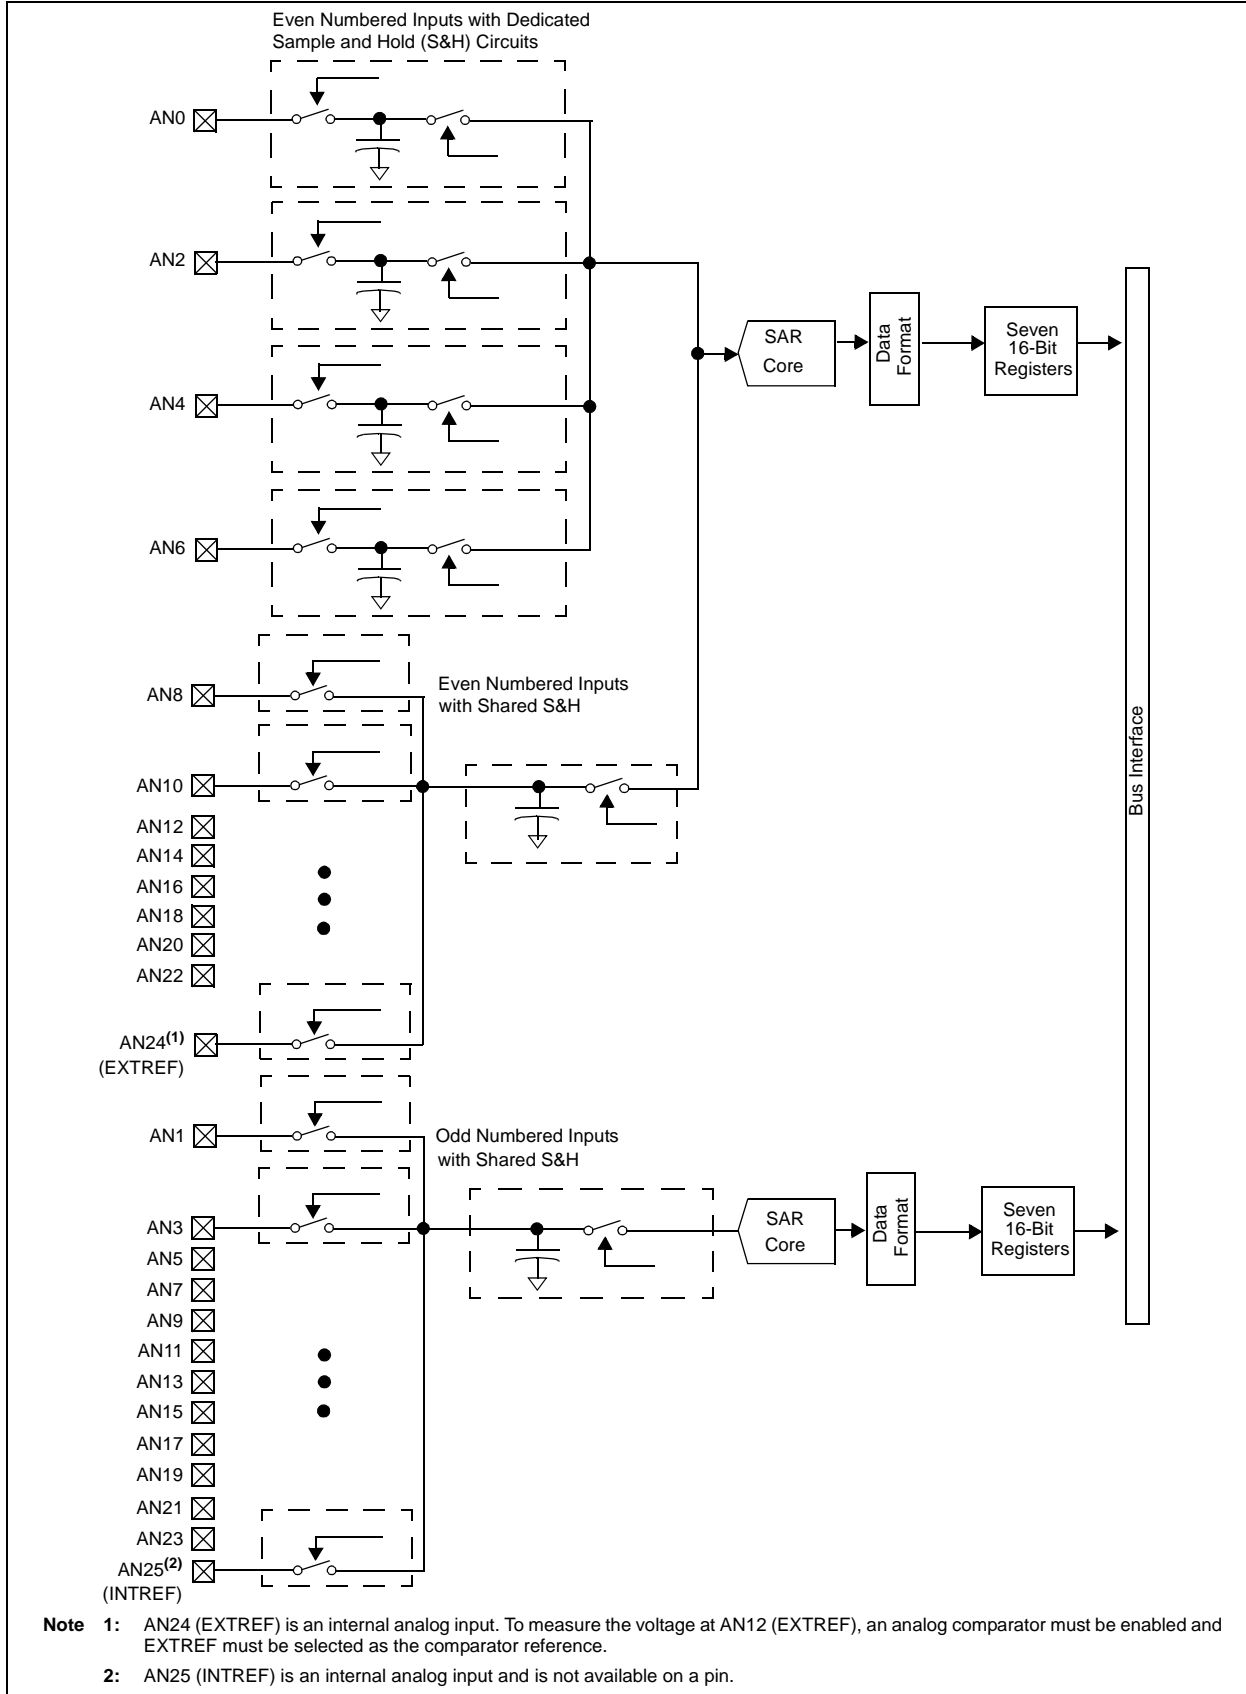 Even Numbered Inputs with Dedicated
Sample and Hold (S&H) Circuits
AN0
AN2
AN4
AN6
SAR
Core
Data
Format
Seven
16-Bit
Registers
Bus Interface
AN8
Even Numbered Inputs
with Shared S&H
AN10
AN12
AN14
AN16
AN18
AN20
AN22
AN24(1)
(EXTREF)
AN1
Odd Numbered Inputs
with Shared S&H
AN3
SAR
Core
Data
Format
Seven
16-Bit
Registers
AN5
AN7
AN9
AN11
AN13
AN15
AN17
AN19
AN21
AN23
AN25(2)
(INTREF)
Note 1: AN24 (EXTREF) is an internal analog input. To measure the voltage at AN12 (EXTREF), an analog comparator must be enabled and
EXTREF must be selected as the comparator reference.
2: AN25 (INTREF) is an internal analog input and is not available on a pin.